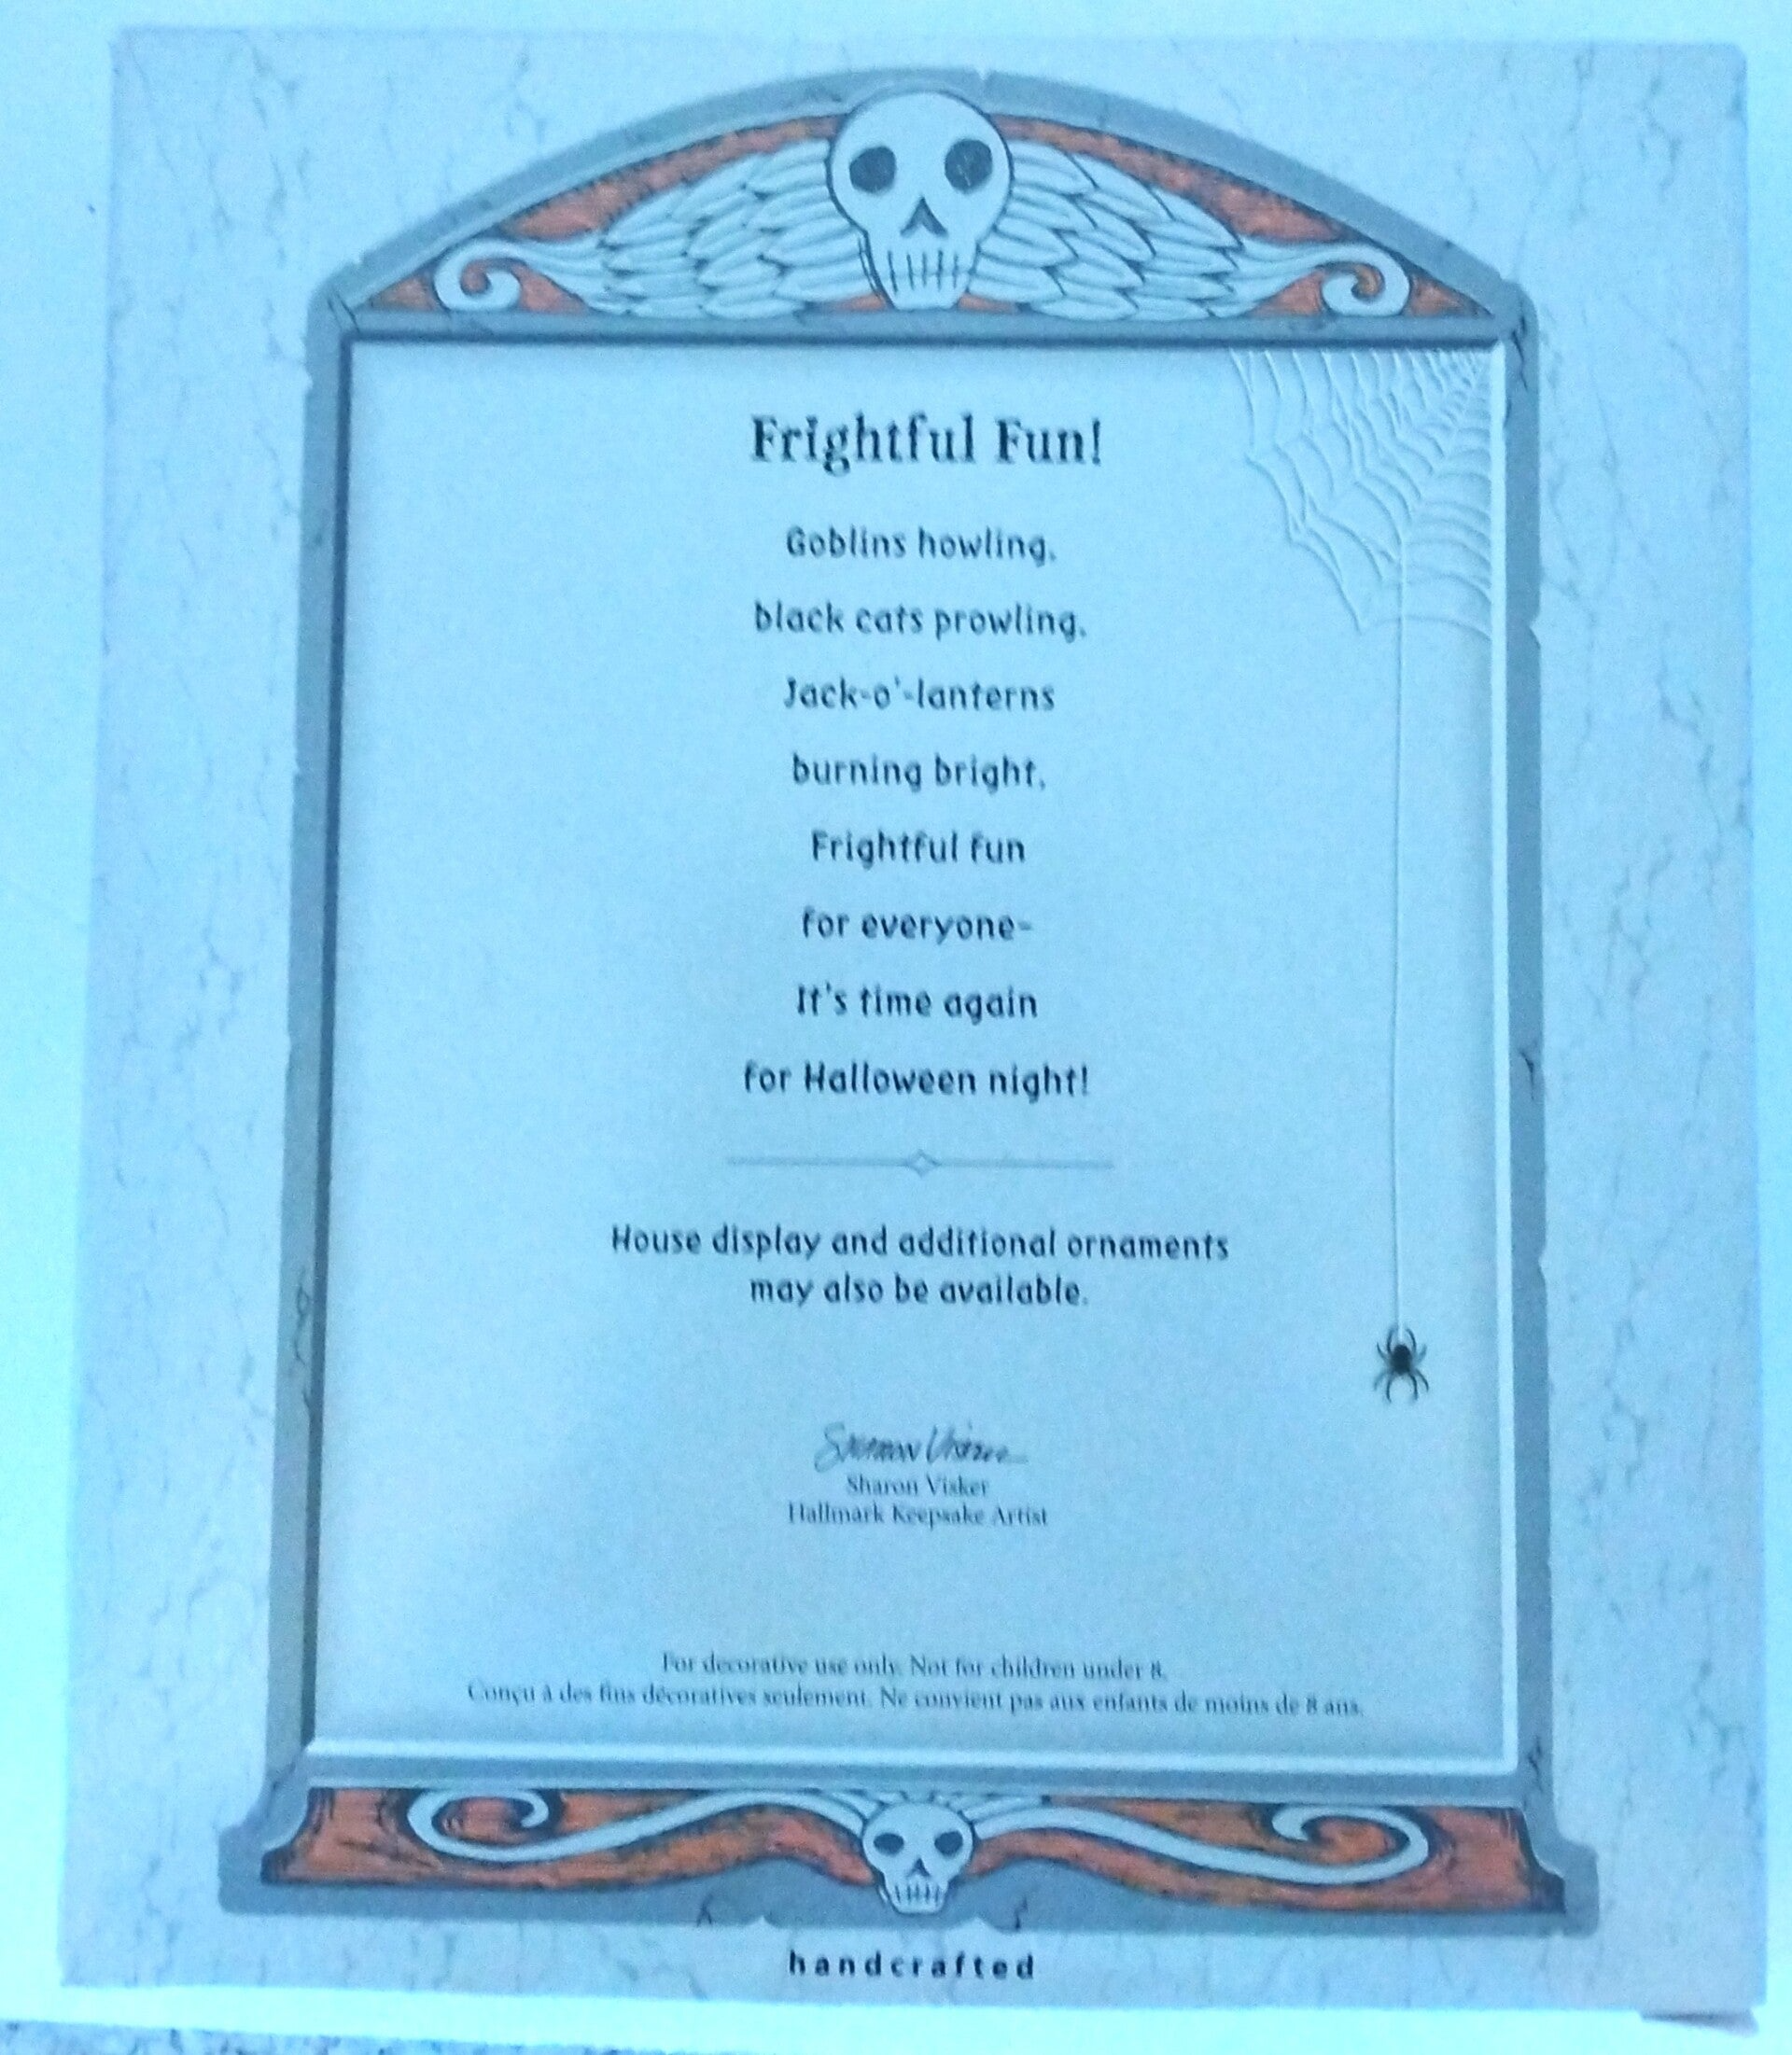 Frightful Fun!
Goblins howling,
black cats prowling,
Jack-o'-lanterns
burning bright,
Frightful fun
for everyone-
It's time again
for Halloween night!
House display and additional ornaments
may also be available.
Sharon Visker
Sharon Visker
Hallmark Keepsake Artist
For decorative use only. Not for children under 8.
Conçu à des fins décoratives seulement. Ne convient pas aux enfants de moins de 8 ans.
handcrafted